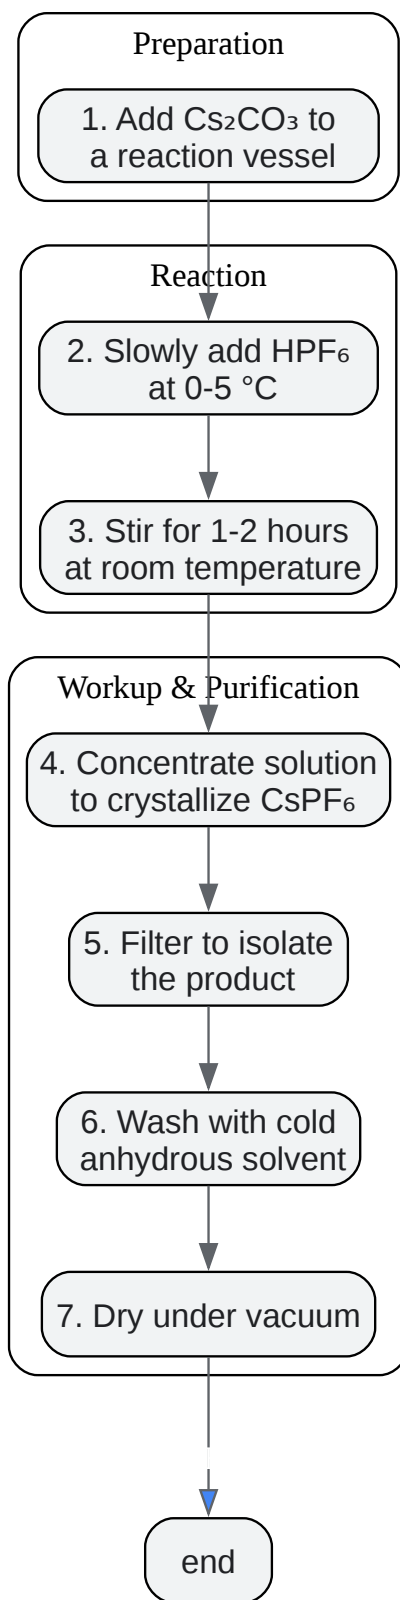 Preparation
1. Add Cs₂CO₃ to
a reaction vessel
Reaction
2. Slowly add HPF₆
at 0-5 °C
3. Stir for 1-2 hours
at room temperature
Workup & Purification
4. Concentrate solution
to crystallize CsPF₆
5. Filter to isolate
the product
6. Wash with cold
anhydrous solvent
7. Dry under vacuum
end